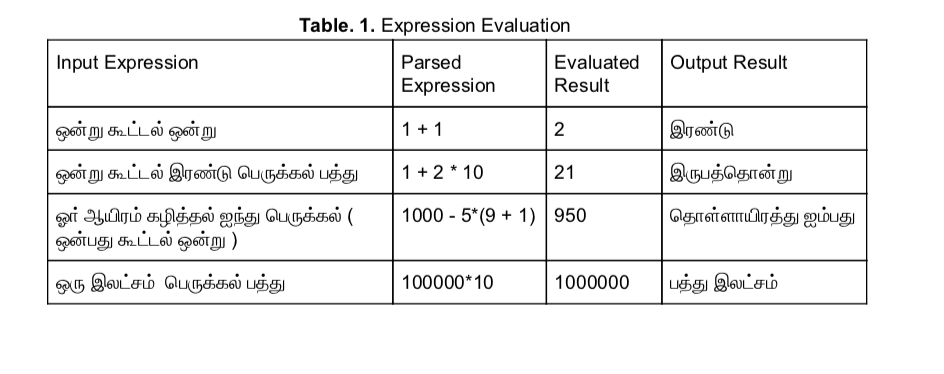 Table. 1. Expression Evaluation
Input Expression Parsed Expression Evaluated Result Output Result
ஒன்று கூட்டல் ஒன்று 1 + 1 2 இரண்டு
ஒன்று கூட்டல் இரண்டு பெருக்கல் பத்து 1 + 2 * 10 21 இருபத்தொன்று
ஓர் ஆயிரம் கழித்தல் ஐந்து பெருக்கல் ( ஒன்பது கூட்டல் ஒன்று ) 1000 - 5*(9 + 1) 950 தொள்ளாயிரத்து ஐம்பது
ஒரு இலட்சம் பெருக்கல் பத்து 100000*10 1000000 பத்து இலட்சம்